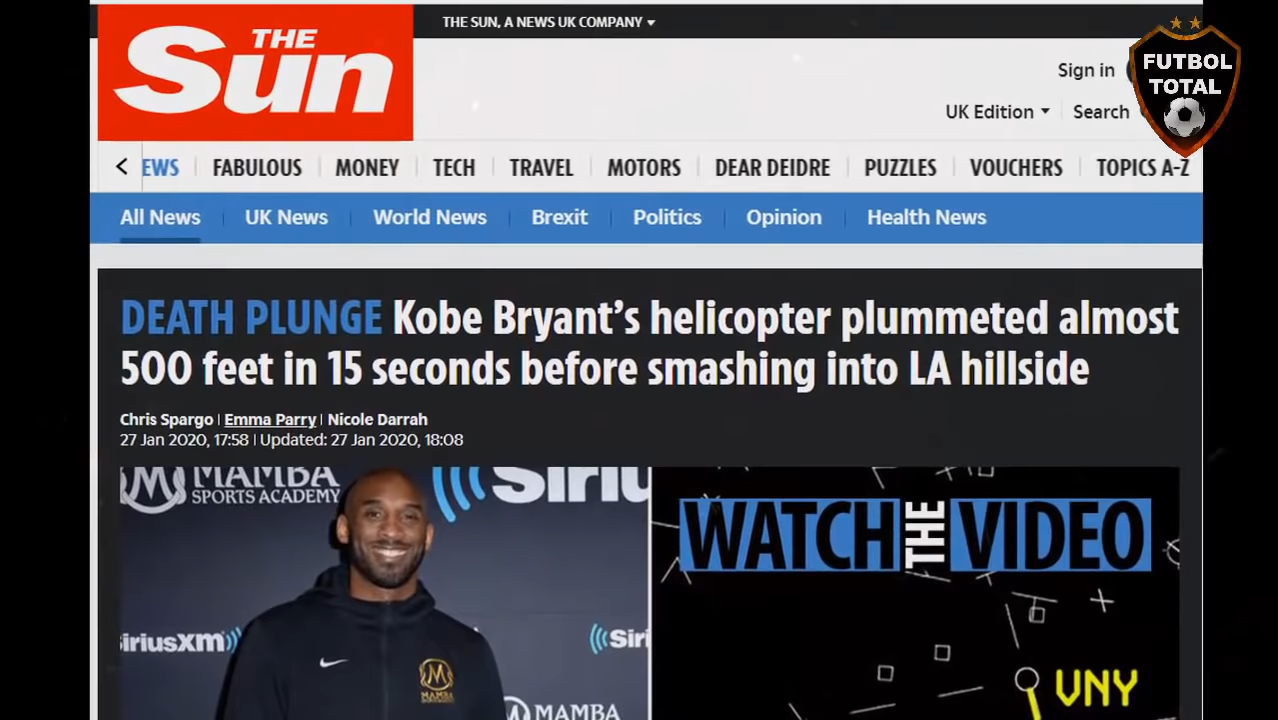 THE SUN, A NEWS UK COMPANY
THE
Sun
FUTBOL
TOTAL
Sign in
UK Edition
Search
EWS
FABULOUS
MONEY
TECH
TRAVEL
MOTORS
DEAR DEIDRE
PUZZLES
VOUCHERS
TOPICS A-Z
All News
UK News
World News
Brexit
Politics
Opinion
Health News
DEATH PLUNGE Kobe Bryant's helicopter plummeted almost
500 feet in 15 seconds before smashing into LA hillside
Chris Spargo | Emma Parry | Nicole Darrah
27 Jan 2020, 17:58 | Updated: 27 Jan 2020, 18:08
MAMBA
SPORTS ACADEMY
Siriu
SiriusXM
Siri
MAMBA
MAMBA
WATCH THE VIDEO
VNY